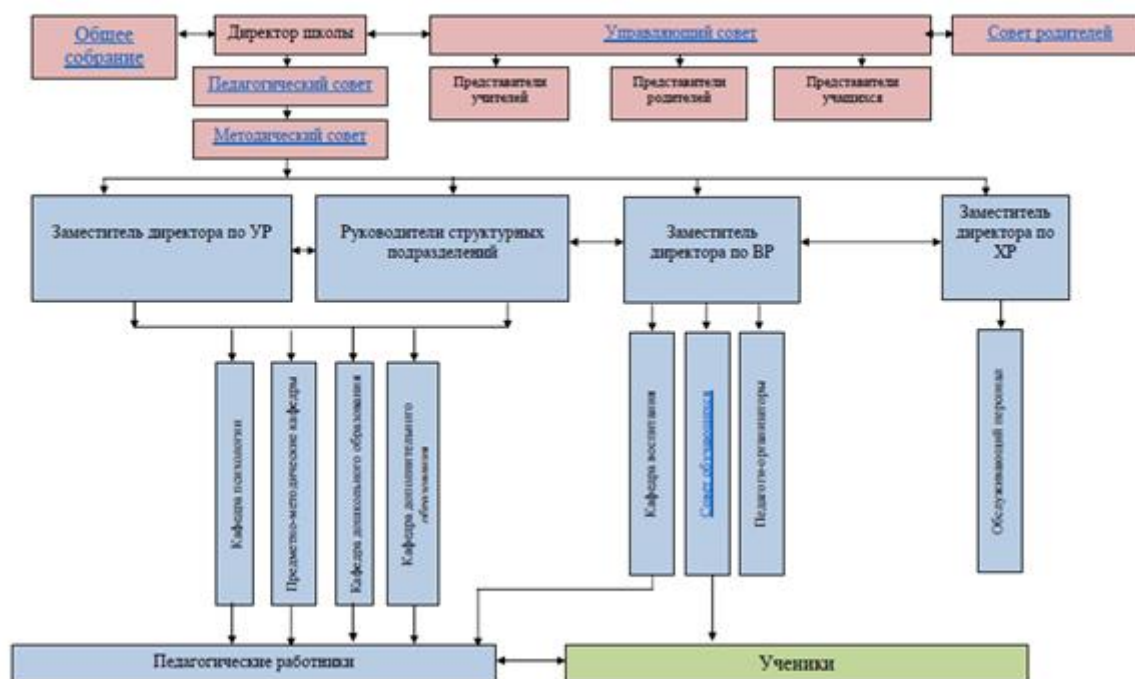 Общее
собрание
Директор школы
Управляющий совет
Совет родителей
Педагогический совет
Представители
учителей
Представители
родителей
Представители
учащихся
Методический совет
Заместитель директора по УР
Руководители структурных
подразделений
Заместитель
директора по ВР
Заместитель
директора по
ХР
Кафедра психологии
Предметно-методические кафедры
Кафедра дошкольного образования
Кафедра дополнительного
образования
Кафедра воспитания
Совет обучающихся
Педагоги-организаторы
Обслуживающий персонал
Педагогические работники
Ученики